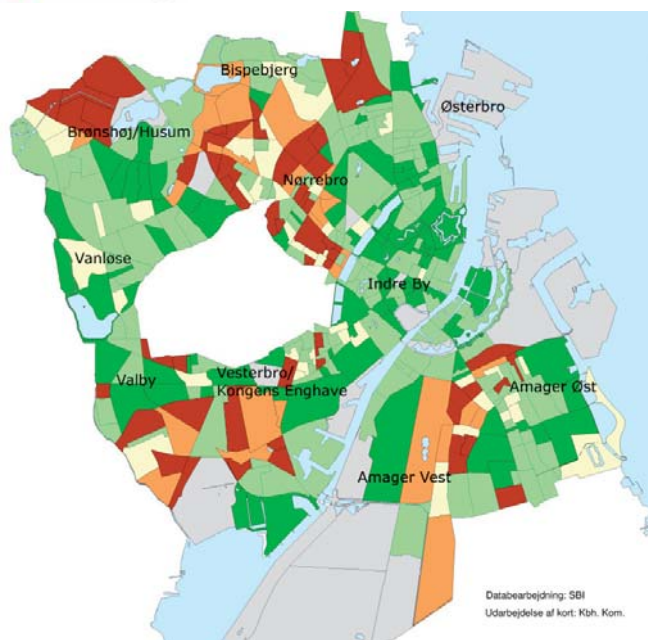 Bispebjerg
Østerbro
Brønshøj/Husum
Nørrebro
Vanløse
Indre By
Valby
Vesterbro/
Kongens Enghave
Amager Øst
Amager Vest
Databearbejdning: SBI
Udarbejdelse af kort: Kbh. Kom.